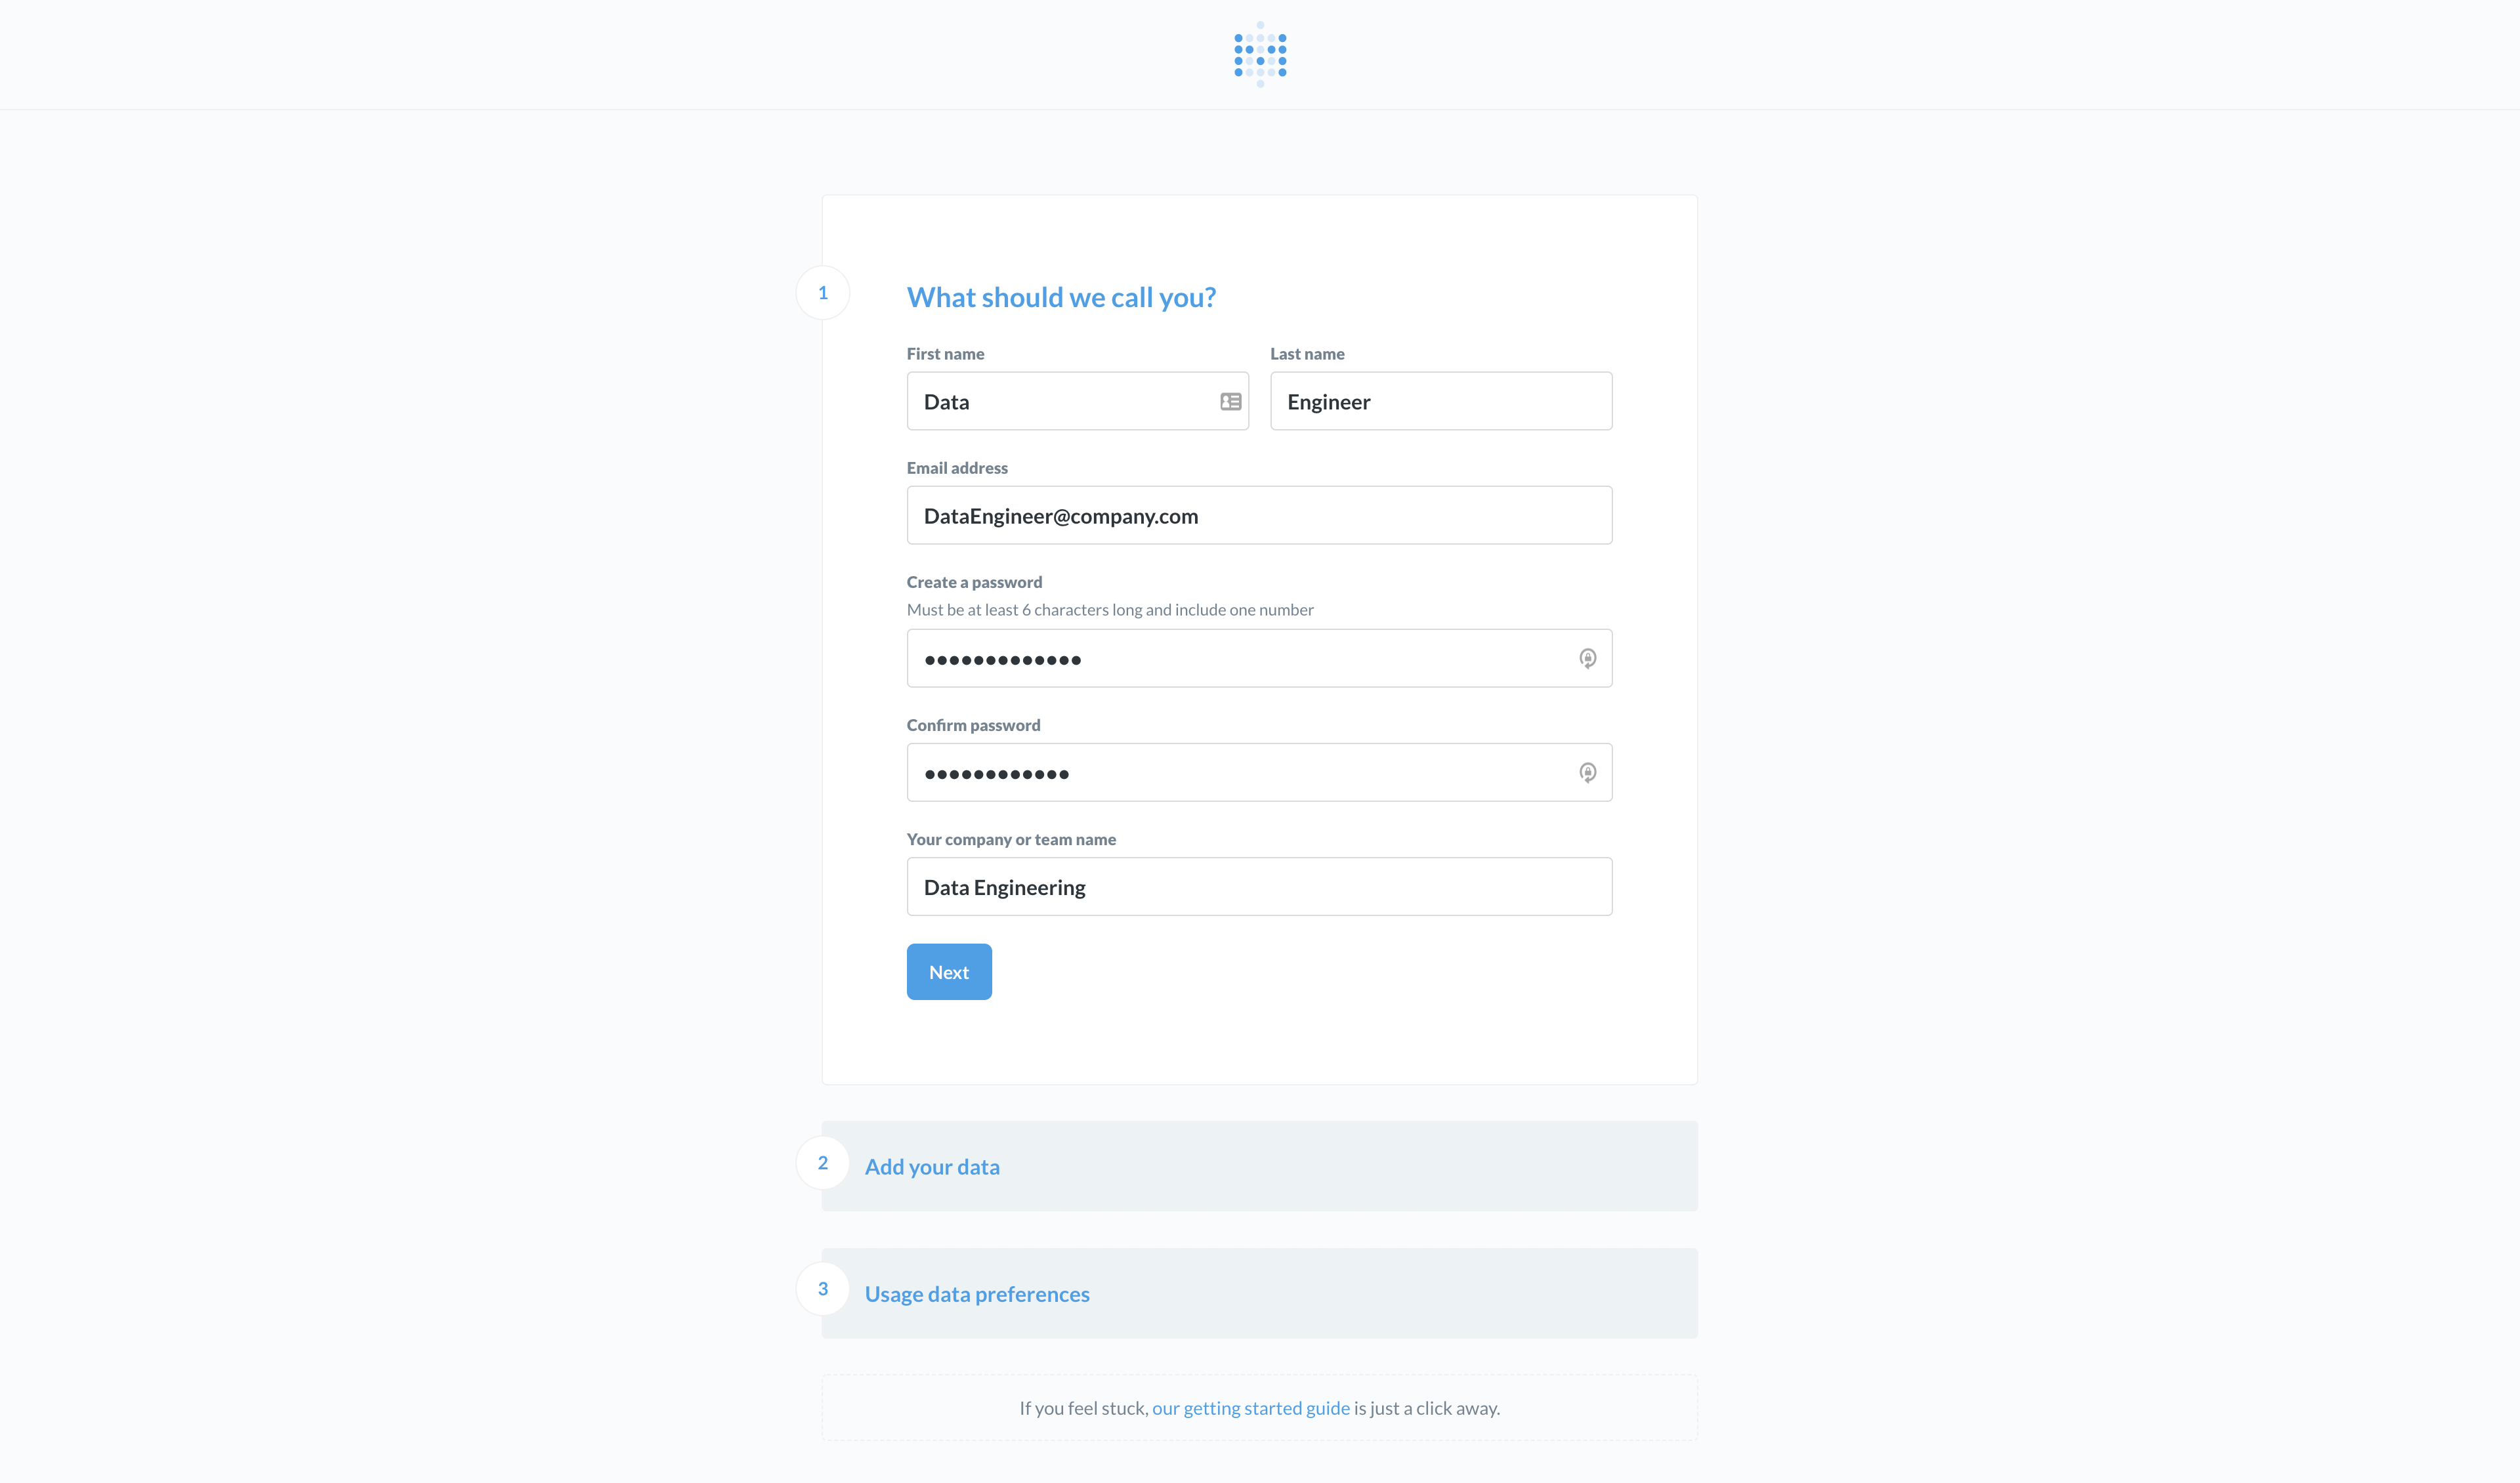 1
What should we call you?
First name
Last name
Data
Engineer
Email address
DataEngineer@company.com
Create a password
Must be at least 6 characters long and include one number
•••••••••••••
Confirm password
••••••••••••
Your company or team name
Data Engineering
Next
2
Add your data
3
Usage data preferences
If you feel stuck, our getting started guide is just a click away.